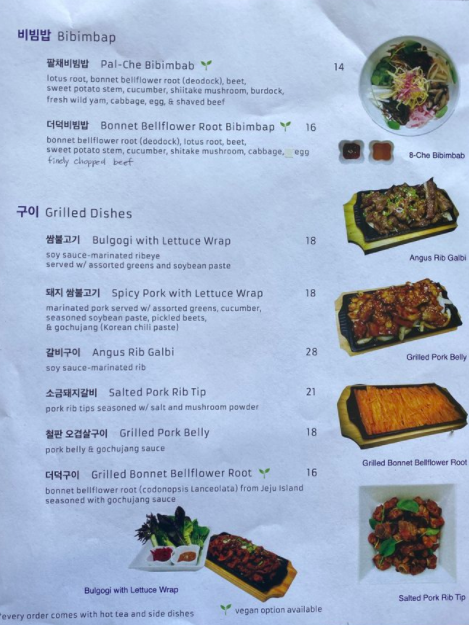 비빔밥 Bibimbap
팔채비빔밥 Pal-Che Bibimbab 14
lotus root, bonnet bellflower root (deodock), beet,
sweet potato stem, cucumber, shiitake mushroom, burdock,
fresh wild yam, cabbage, egg, & shaved beef
더덕비빔밥 Bonnet Bellflower Root Bibimbap 16
bonnet bellflower root (deodock), lotus root, beet,
sweet potato stem, cucumber, shitake mushroom, cabbage, egg
finely chopped beef
8-Che Bibimbab
구이 Grilled Dishes
쌈불고기 Bulgogi with Lettuce Wrap 18
soy sauce-marinated ribeye
served w/ assorted greens and soybean paste
Angus Rib Galbi
돼지 쌈불고기 Spicy Pork with Lettuce Wrap 18
marinated pork served w/ assorted greens, cucumber,
seasoned soybean paste, pickled beets,
& gochujang (Korean chili paste)
갈비구이 Angus Rib Galbi 28
soy sauce-marinated rib
Grilled Pork Belly
소금돼지갈비 Salted Pork Rib Tip 21
pork rib tips seasoned w/ salt and mushroom powder
철판 오겹살구이 Grilled Pork Belly 18
pork belly & gochujang sauce
Grilled Bonnet Bellflower Root
더덕구이 Grilled Bonnet Bellflower Root 16
bonnet bellflower root (codonopsis Lanceolata) from Jeju Island
seasoned with gochujang sauce
Bulgogi with Lettuce Wrap
Salted Pork Rib Tip
*every order comes with hot tea and side dishes
vegan option available